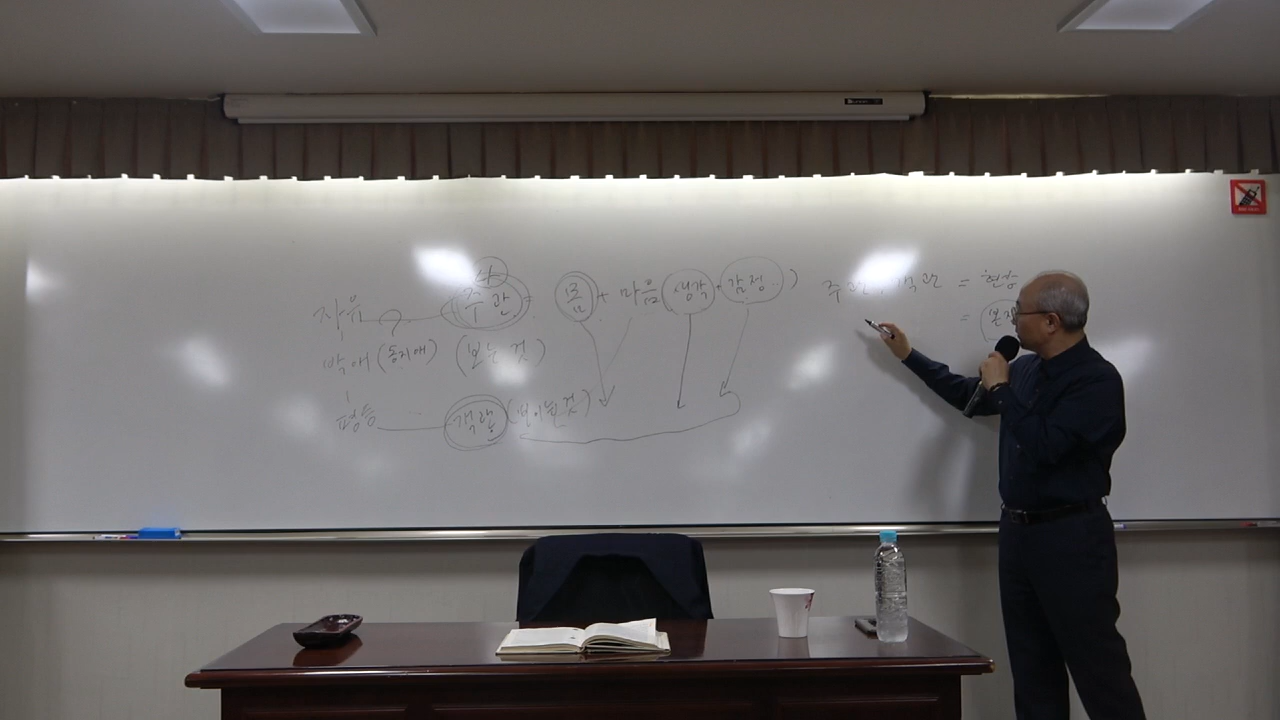 자유 주관 = 몸 + 마음 (생각 · 감정 ..) 주관, 객관 = 현상
박애 (동지애) (보는 것) =
평등 객관 (보이는 것)